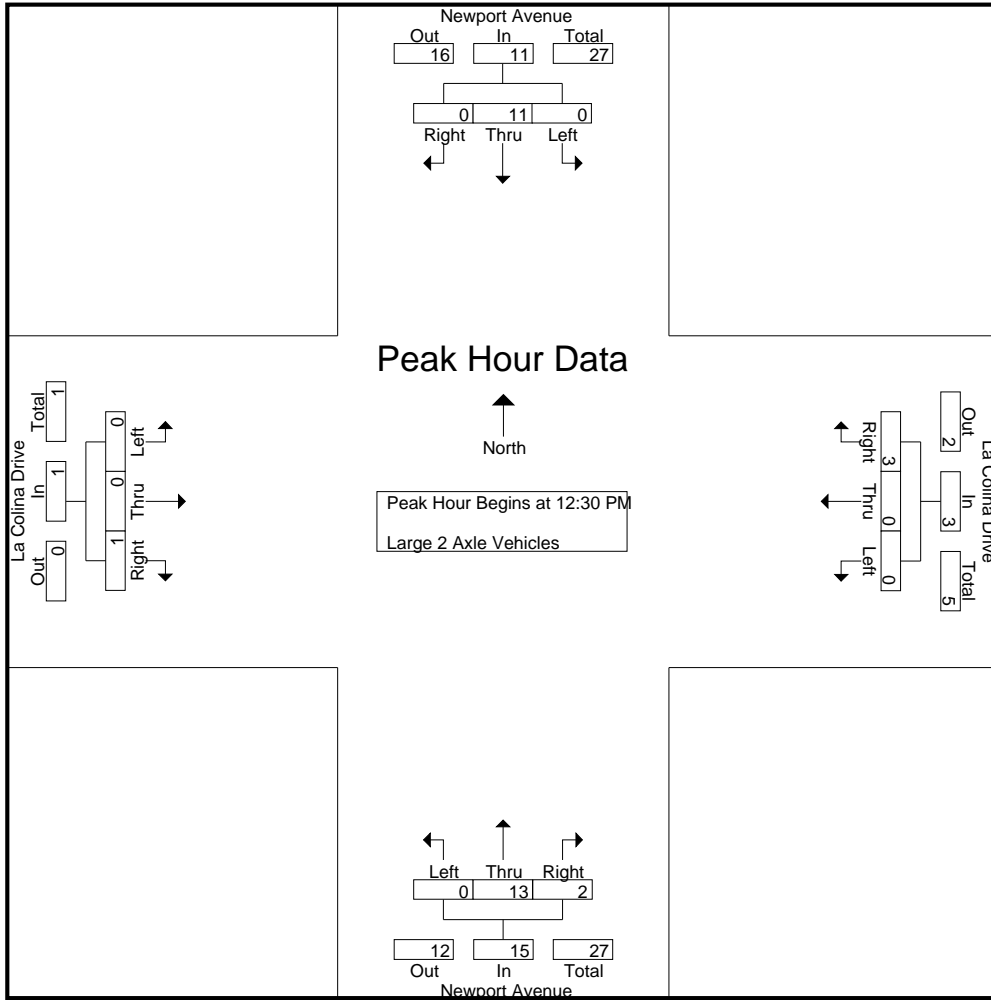 Newport Avenue
Out In Total
16 11 27
0 11 0
Right Thru Left
Peak Hour Data
North
Peak Hour Begins at 12:30 PM
Large 2 Axle Vehicles
La Colina Drive
Total In Out
1 1 0
0 0 1
Left Thru Right
La Colina Drive
Out In Total
2 3 5
3 0 0
Right Thru Left
Left Thru Right
0 13 2
12 15 27
Out In Total
Newport Avenue